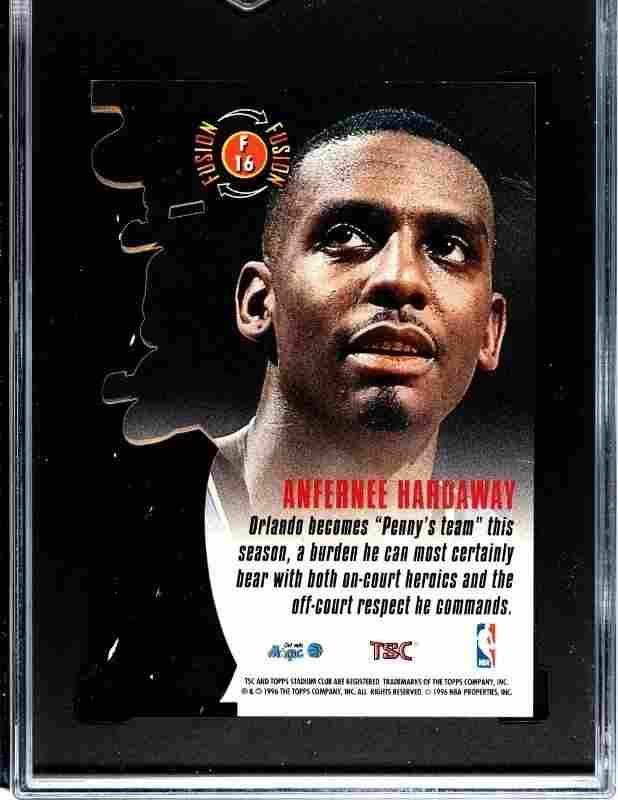 FUSION
F
16
FUSION
ANFERNEE HARDAWAY
Orlando becomes "Penny's team" this
season, a burden he can most certainly
bear with both on-court heroics and the
off-court respect he commands.
Orlando
Magic
TSC
NBA
TSC AND TOPPS STADIUM CLUB ARE REGISTERED TRADEMARKS OF THE TOPPS COMPANY, INC.
® & © 1996 THE TOPPS COMPANY, INC. ALL RIGHTS RESERVED. © 1996 NBA PROPERTIES, INC.